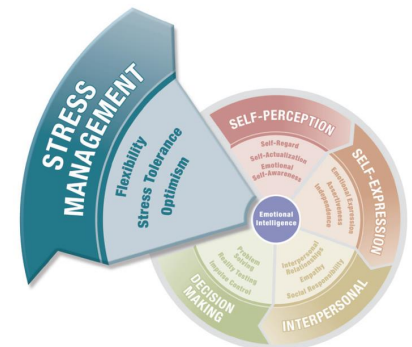 STRESS
MANAGEMENT
Flexibility
Stress Tolerance
Optimism
SELF-PERCEPTION
Self-Regard
Self-Actualization
Emotional
Self-Awareness
SELF-EXPRESSION
Emotional Expression
Assertiveness
Independence
INTERPERSONAL
Interpersonal
Relationships
Empathy
Social Responsibility
DECISION
MAKING
Problem
Solving
Reality Testing
Impulse Control
Emotional
Intelligence